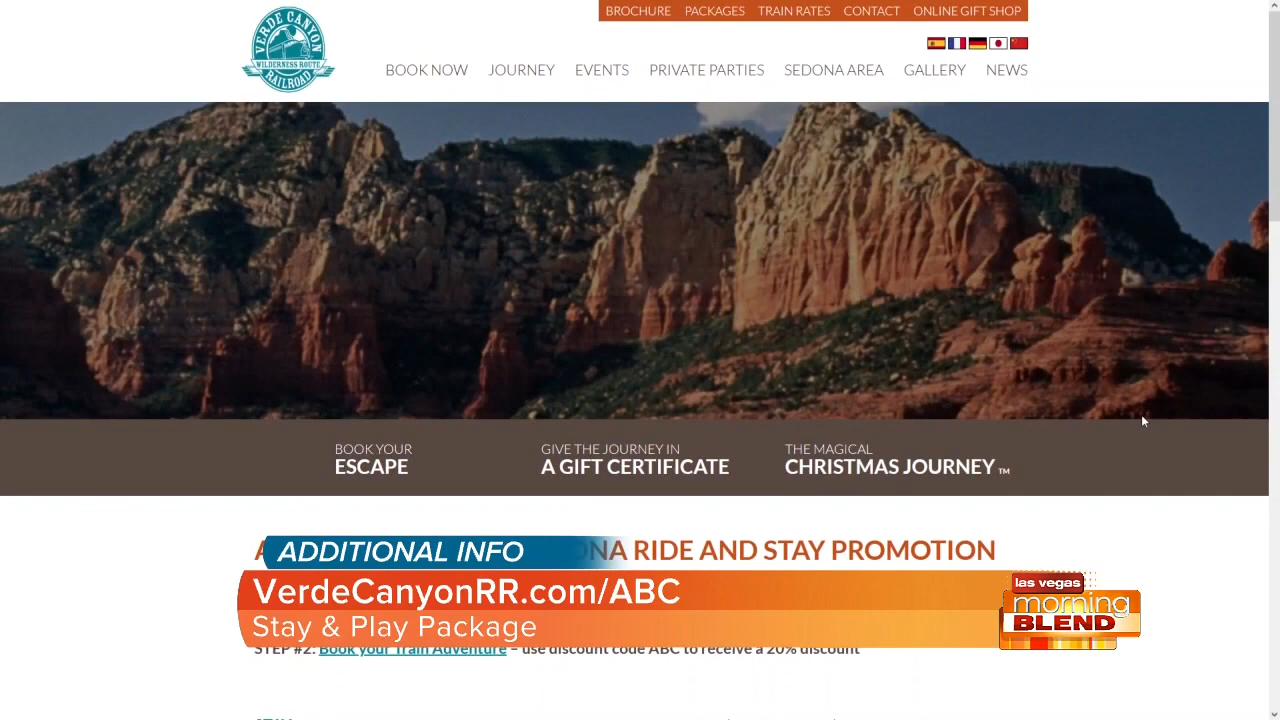 BROCHURE PACKAGES TRAIN RATES CONTACT ONLINE GIFT SHOP
VERDE CANYON
WILDERNESS ROUTE
RAILROAD
BOOK NOW JOURNEY EVENTS PRIVATE PARTIES SEDONA AREA GALLERY NEWS
BOOK YOUR
ESCAPE
GIVE THE JOURNEY IN
A GIFT CERTIFICATE
THE MAGICAL
CHRISTMAS JOURNEY TM
RIDE AND STAY PROMOTION
ADDITIONAL INFO
VerdeCanyonRR.com/ABC
Stay & Play Package
las vegas
morning
BLEND
STEP #2: Book your Train Adventure – use discount code ABC to receive a 20% discount